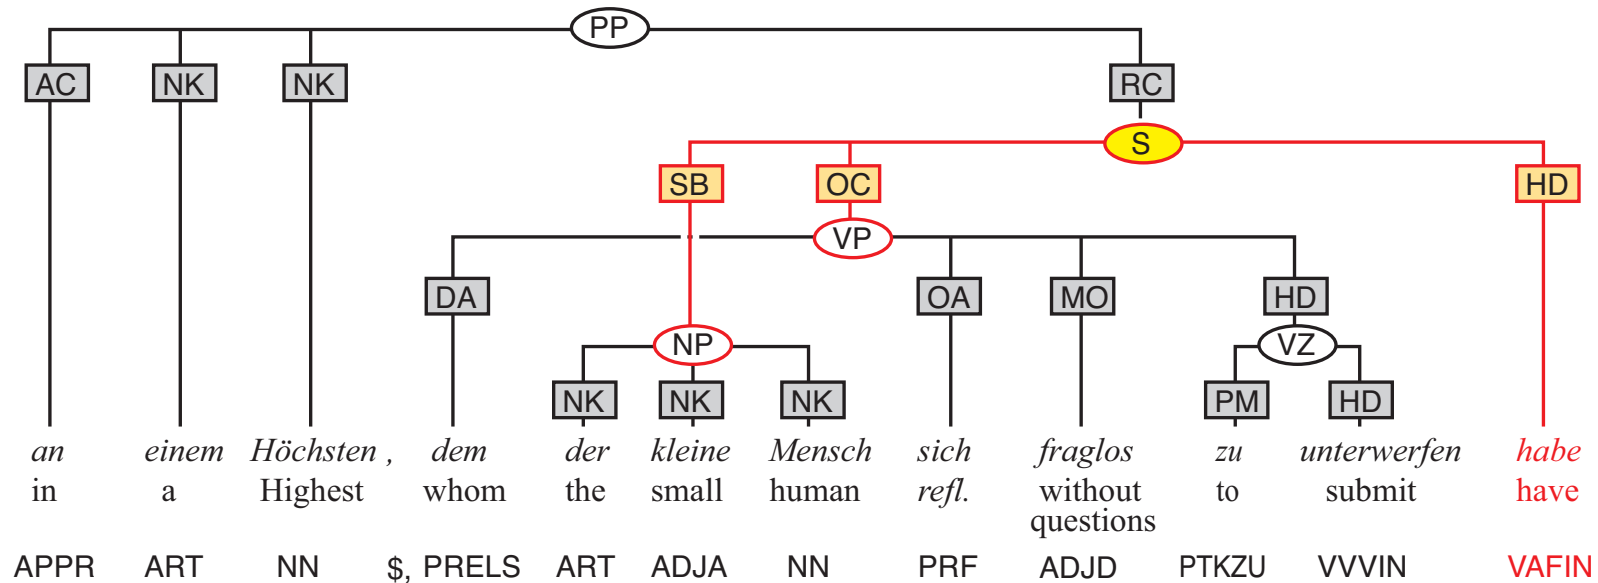 PP
AC NK NK RC
S
SB OC HD
VP
DA OA MO HD
NP VZ
NK NK NK PM HD
an einem Höchsten , dem der kleine Mensch sich fraglos zu unterwerfen habe
in a Highest whom the small human refl. without to submit have
questions
APPR ART NN $, PRELS ART ADJA NN PRF ADJD PTKZU VVVIN VAFIN